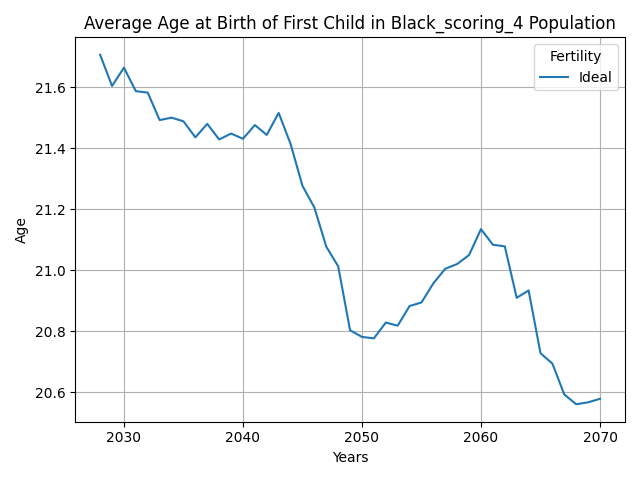 Average Age at Birth of First Child in Black_scoring_4 Population
Fertility
Ideal
Age
21.6
21.4
21.2
21.0
20.8
20.6
2030 2040 2050 2060 2070
Years